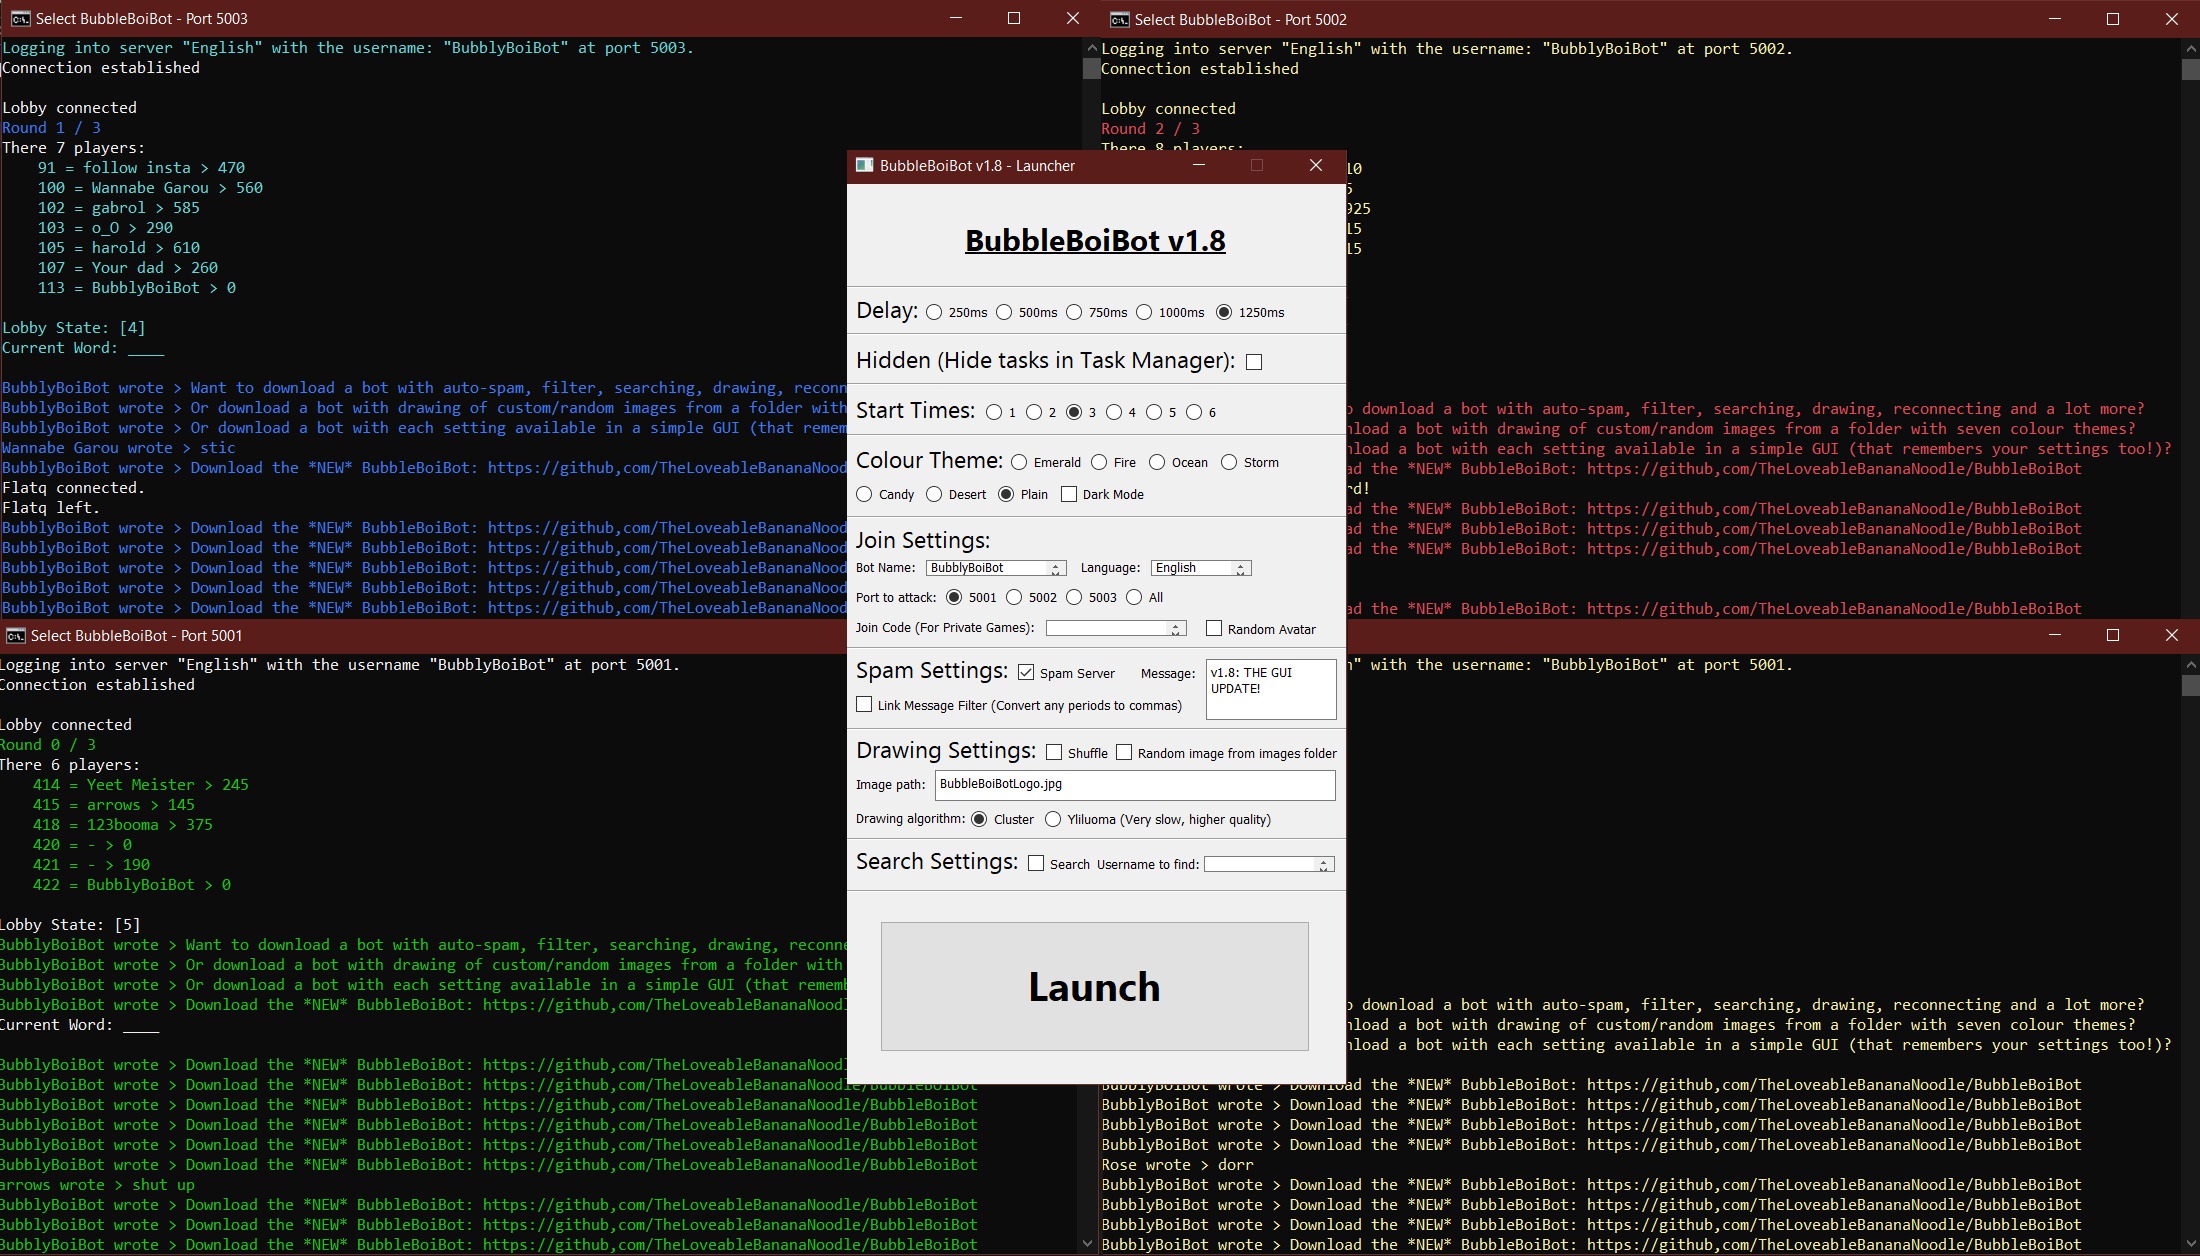 Select BubbleBoiBot - Port 5003
Logging into server "English" with the username: "BubblyBoiBot" at port 5003.
Connection established
Lobby connected
Round 1 / 3
There 7 players:
91 = follow insta > 470
100 = Wannabe Garou > 560
102 = gabrol > 585
103 = o_O > 290
105 = harold > 610
107 = Your dad > 260
113 = BubblyBoiBot > 0
Lobby State: [4]
Current Word: ____
BubblyBoiBot wrote > Want to download a bot with auto-spam, filter, searching, drawing, reconn
BubblyBoiBot wrote > Or download a bot with drawing of custom/random images from a folder with
BubblyBoiBot wrote > Or download a bot with each setting available in a simple GUI (that remem
Wannabe Garou wrote > stic
BubblyBoiBot wrote > Download the *NEW* BubbleBoiBot: https://github,com/TheLoveableBananaNood
Flatq connected.
Flatq left.
BubblyBoiBot wrote > Download the *NEW* BubbleBoiBot: https://github,com/TheLoveableBananaNood
BubblyBoiBot wrote > Download the *NEW* BubbleBoiBot: https://github,com/TheLoveableBananaNood
BubblyBoiBot wrote > Download the *NEW* BubbleBoiBot: https://github,com/TheLoveableBananaNood
BubblyBoiBot wrote > Download the *NEW* BubbleBoiBot: https://github,com/TheLoveableBananaNood
BubblyBoiBot wrote > Download the *NEW* BubbleBoiBot: https://github,com/TheLoveableBananaNood
Select BubbleBoiBot - Port 5002
Logging into server "English" with the username: "BubblyBoiBot" at port 5002.
Connection established
Lobby connected
Round 2 / 3
There 8 players:
10
5
925
15
15
o download a bot with auto-spam, filter, searching, drawing, reconnecting and a lot more?
nload a bot with drawing of custom/random images from a folder with seven colour themes?
nload a bot with each setting available in a simple GUI (that remembers your settings too!)?
ad the *NEW* BubbleBoiBot: https://github,com/TheLoveableBananaNoodle/BubbleBoiBot
rd!
ad the *NEW* BubbleBoiBot: https://github,com/TheLoveableBananaNoodle/BubbleBoiBot
ad the *NEW* BubbleBoiBot: https://github,com/TheLoveableBananaNoodle/BubbleBoiBot
ad the *NEW* BubbleBoiBot: https://github,com/TheLoveableBananaNoodle/BubbleBoiBot
ad the *NEW* BubbleBoiBot: https://github,com/TheLoveableBananaNoodle/BubbleBoiBot
BubbleBoiBot v1.8 - Launcher
BubbleBoiBot v1.8
Delay: 250ms 500ms 750ms 1000ms 1250ms
Hidden (Hide tasks in Task Manager):
Start Times: 1 2 3 4 5 6
Colour Theme: Emerald Fire Ocean Storm
Candy Desert Plain Dark Mode
Join Settings:
Bot Name: BubblyBoiBot Language: English
Port to attack: 5001 5002 5003 All
Join Code (For Private Games): Random Avatar
Spam Settings: Spam Server Message: v1.8: THE GUI
UPDATE!
Link Message Filter (Convert any periods to commas)
Drawing Settings: Shuffle Random image from images folder
Image path: BubbleBoiBotLogo.jpg
Drawing algorithm: Cluster Yliluoma (Very slow, higher quality)
Search Settings: Search Username to find:
Launch
Select BubbleBoiBot - Port 5001
Logging into server "English" with the username "BubblyBoiBot" at port 5001.
Connection established
Lobby connected
Round 0 / 3
There 6 players:
414 = Yeet Meister > 245
415 = arrows > 145
418 = 123booma > 375
420 = - > 0
421 = - > 190
422 = BubblyBoiBot > 0
Lobby State: [5]
BubblyBoiBot wrote > Want to download a bot with auto-spam, filter, searching, drawing, reconne
BubblyBoiBot wrote > Or download a bot with drawing of custom/random images from a folder with
BubblyBoiBot wrote > Or download a bot with each setting available in a simple GUI (that rememb
BubblyBoiBot wrote > Download the *NEW* BubbleBoiBot: https://github,com/TheLoveableBananaNoodl
Current Word: ____
BubblyBoiBot wrote > Download the *NEW* BubbleBoiBot: https://github,com/TheLoveableBananaNoodl
BubblyBoiBot wrote > Download the *NEW* BubbleBoiBot: https://github,com/TheLoveableBananaNoodle/BubbleBoiBot
BubblyBoiBot wrote > Download the *NEW* BubbleBoiBot: https://github,com/TheLoveableBananaNoodle/BubbleBoiBot
BubblyBoiBot wrote > Download the *NEW* BubbleBoiBot: https://github,com/TheLoveableBananaNoodle/BubbleBoiBot
BubblyBoiBot wrote > Download the *NEW* BubbleBoiBot: https://github,com/TheLoveableBananaNoodle/BubbleBoiBot
BubblyBoiBot wrote > Download the *NEW* BubbleBoiBot: https://github,com/TheLoveableBananaNoodle/BubbleBoiBot
arrows wrote > shut up
BubblyBoiBot wrote > Download the *NEW* BubbleBoiBot: https://github,com/TheLoveableBananaNoodle/BubbleBoiBot
BubblyBoiBot wrote > Download the *NEW* BubbleBoiBot: https://github,com/TheLoveableBananaNoodle/BubbleBoiBot
BubblyBoiBot wrote > Download the *NEW* BubbleBoiBot: https://github,com/TheLoveableBananaNoodle/BubbleBoiBot
h" with the username: "BubblyBoiBot" at port 5001.
o download a bot with auto-spam, filter, searching, drawing, reconnecting and a lot more?
nload a bot with drawing of custom/random images from a folder with seven colour themes?
nload a bot with each setting available in a simple GUI (that remembers your settings too!)?
BubblyBoiBot wrote > Download the *NEW* BubbleBoiBot: https://github,com/TheLoveableBananaNoodle/BubbleBoiBot
BubblyBoiBot wrote > Download the *NEW* BubbleBoiBot: https://github,com/TheLoveableBananaNoodle/BubbleBoiBot
BubblyBoiBot wrote > Download the *NEW* BubbleBoiBot: https://github,com/TheLoveableBananaNoodle/BubbleBoiBot
BubblyBoiBot wrote > Download the *NEW* BubbleBoiBot: https://github,com/TheLoveableBananaNoodle/BubbleBoiBot
Rose wrote > dorr
BubblyBoiBot wrote > Download the *NEW* BubbleBoiBot: https://github,com/TheLoveableBananaNoodle/BubbleBoiBot
BubblyBoiBot wrote > Download the *NEW* BubbleBoiBot: https://github,com/TheLoveableBananaNoodle/BubbleBoiBot
BubblyBoiBot wrote > Download the *NEW* BubbleBoiBot: https://github,com/TheLoveableBananaNoodle/BubbleBoiBot
BubblyBoiBot wrote > Download the *NEW* BubbleBoiBot: https://github,com/TheLoveableBananaNoodle/BubbleBoiBot